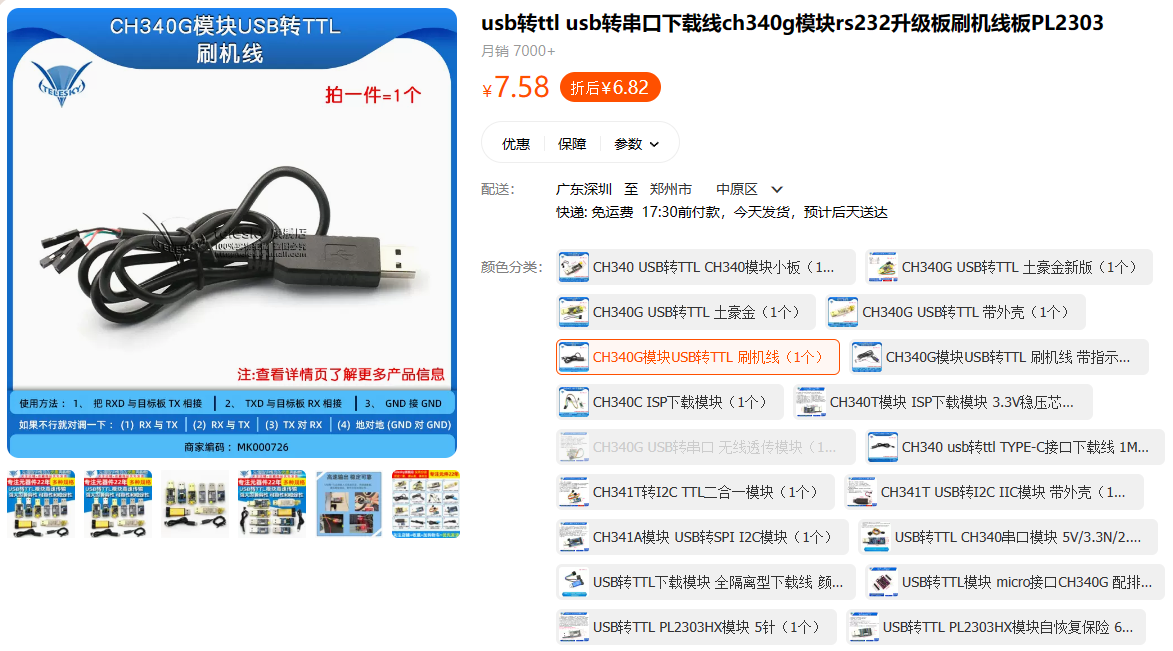 CH340G模块USB转TTL
刷机线
TELESKY
拍一件=1个
注:查看详情页了解更多产品信息
使用方法： 1、 把 RXD 与目标板 TX 相接 | 2、 TXD 与目标板 RX 相接 | 3、 GND 接 GND
如果不行就对调一下：(1) RX 与 TX | (2) RX 与 TX | (3) TX 对 RX | (4) 地对地 (GND 对 GND)
商家编码：MK000726
usb转ttl usb转串口下载线ch340g模块rs232升级板刷机线板PL2303
月销 7000+
¥7.58 折后¥6.82
优惠 保障 参数
配送： 广东深圳 至 郑州市 中原区
快递: 免运费 17:30前付款，今天发货，预计后天送达
颜色分类：
CH340 USB转TTL CH340模块小板（1...
CH340G USB转TTL 土豪金新版（1个）
CH340G USB转TTL 土豪金（1个）
CH340G USB转TTL 带外壳（1个）
CH340G模块USB转TTL 刷机线（1个）
CH340G模块USB转TTL 刷机线 带指示...
CH340C ISP下载模块（1个）
CH340T模块 ISP下载模块 3.3V稳压芯...
CH340G USB转串口 无线透传模块（1...
CH340 usb转ttl TYPE-C接口下载线 1M...
CH341T转I2C TTL二合一模块（1个）
CH341T USB转I2C IIC模块 带外壳（1...
CH341A模块 USB转SPI I2C模块（1个）
USB转TTL CH340串口模块 5V/3.3N/2....
USB转TTL下载模块 全隔离型下载线 颜...
USB转TTL模块 micro接口CH340G 配排...
USB转TTL PL2303HX模块 5针（1个）
USB转TTL PL2303HX模块自恢复保险 6...